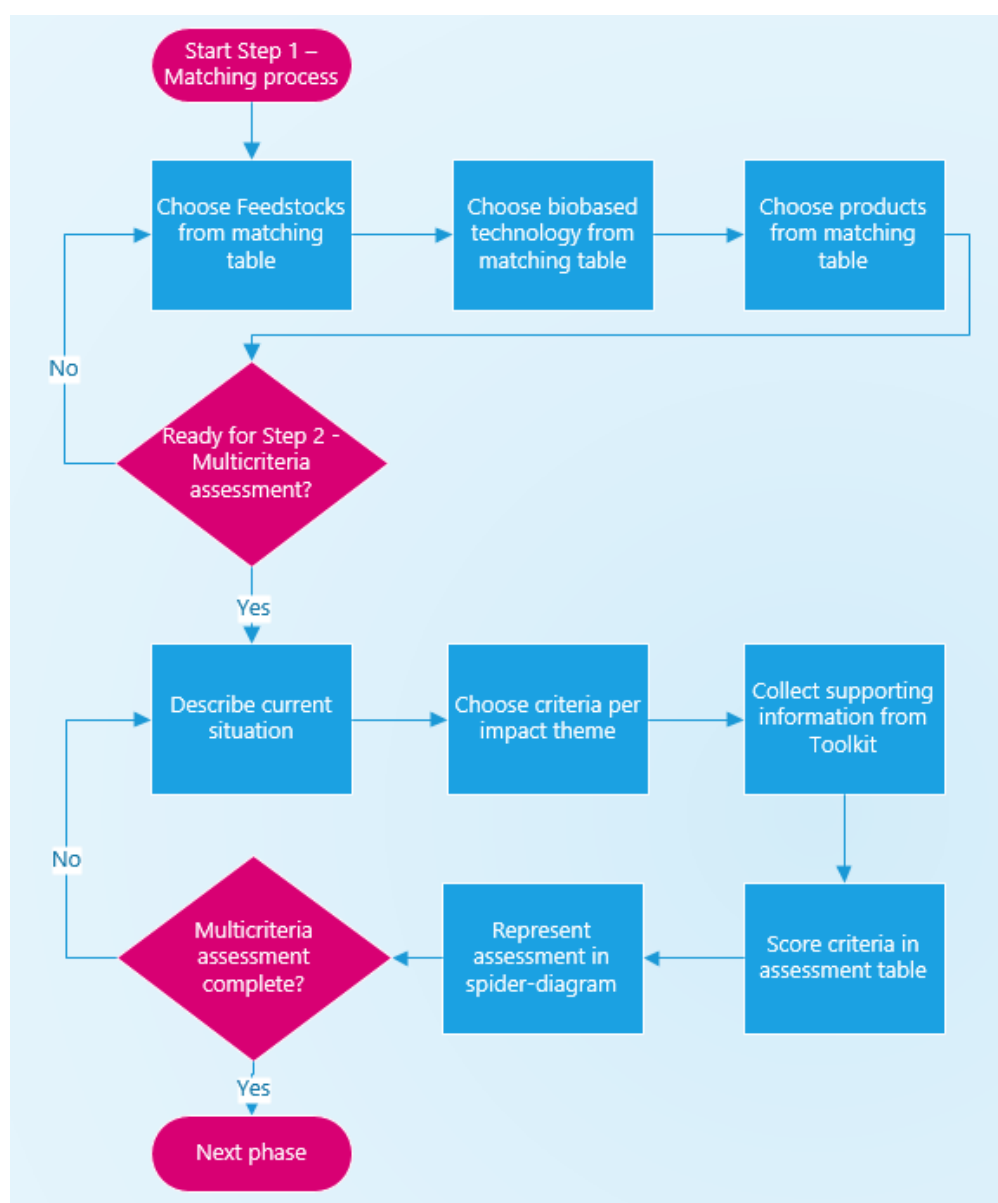 Start Step 1 –
Matching process
Choose Feedstocks
from matching
table
Choose biobased
technology from
matching table
Choose products
from matching
table
No
Ready for Step 2 -
Multicriteria
assessment?
Yes
Describe current
situation
Choose criteria per
impact theme
Collect supporting
information from
Toolkit
No
Multicriteria
assessment
complete?
Represent
assessment in
spider-diagram
Score criteria in
assessment table
Yes
Next phase